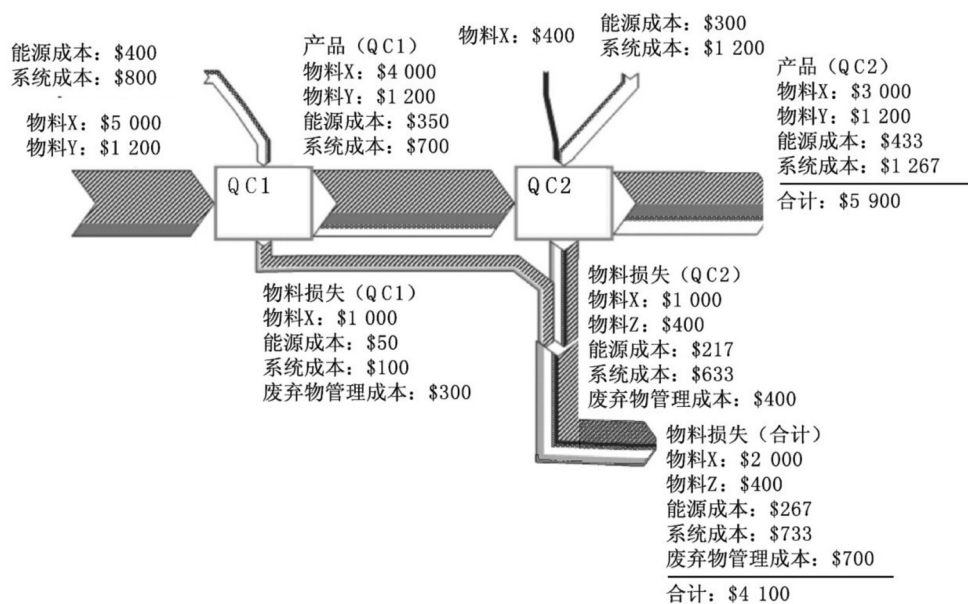 能源成本：$400
系统成本：$800
物料X：$5 000
物料Y：$1 200
产品（QC1）
物料X：$4 000
物料Y：$1 200
能源成本：$350
系统成本：$700
物料X：$400
能源成本：$300
系统成本：$1 200
产品（QC2）
物料X：$3 000
物料Y：$1 200
能源成本：$433
系统成本：$1 267
合计：$5 900
QC1
QC2
物料损失（QC1）
物料X：$1 000
能源成本：$50
系统成本：$100
废弃物管理成本：$300
物料损失（QC2）
物料X：$1 000
物料Z：$400
能源成本：$217
系统成本：$633
废弃物管理成本：$400
物料损失（合计）
物料X：$2 000
物料Z：$400
能源成本：$267
系统成本：$733
废弃物管理成本：$700
合计：$4 100